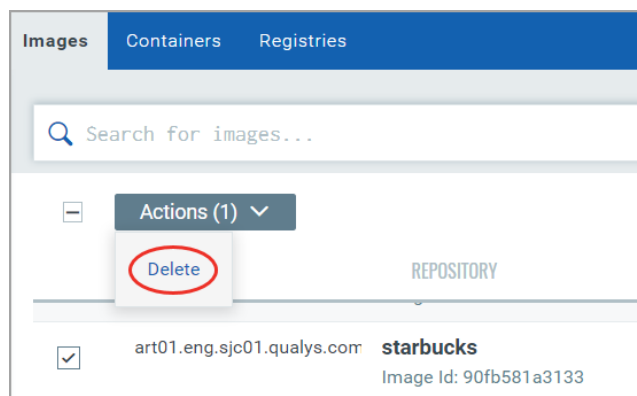 Images Containers Registries
Search for images...
Actions (1)
Delete
REPOSITORY
art01.eng.sjc01.qualys.com starbucks
Image Id: 90fb581a3133